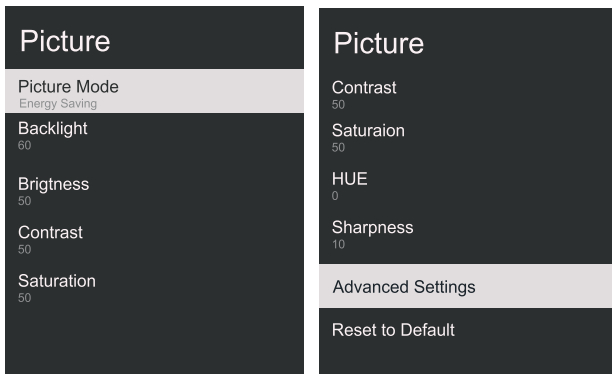 Picture
Picture Mode
Energy Saving
Backlight
60
Brigtness
50
Contrast
50
Saturation
50
Picture
Contrast
50
Saturaion
50
HUE
0
Sharpness
10
Advanced Settings
Reset to Default